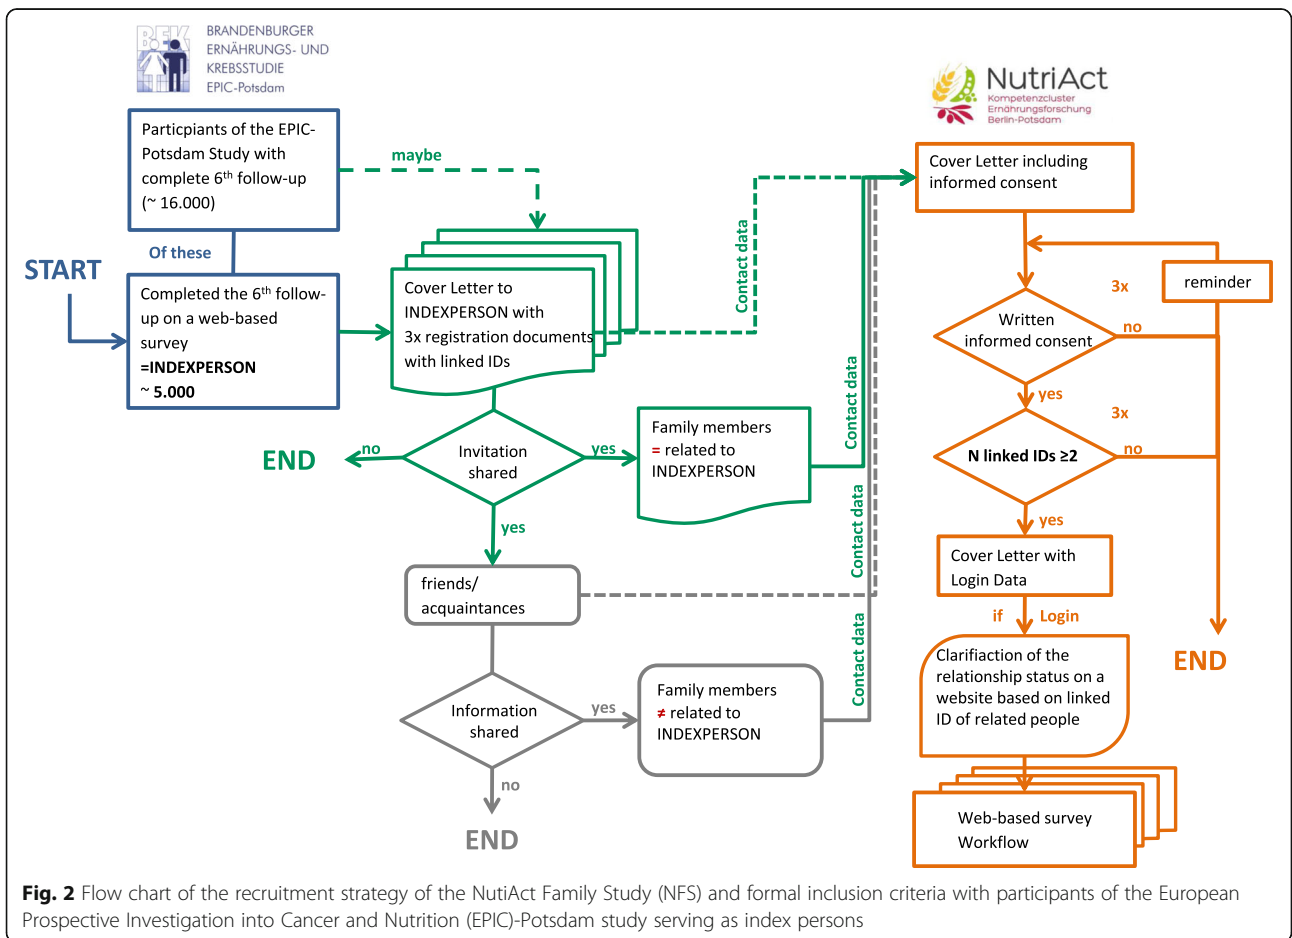 BEK
BRANDENBURGER
ERNÄHRUNGS- UND
KREBSSTUDIE
EPIC-Potsdam
NutriAct
Kompetenzcluster
Ernährungsforschung
Berlin-Potsdam
Particpiants of the EPIC-
Potsdam Study with
complete 6th follow-up
(~ 16.000)
maybe
Of these
START
Completed the 6th follow-
up on a web-based
survey
=INDEXPERSON
~ 5.000
Cover Letter to
INDEXPERSON with
3x registration documents
with linked IDs
Contact data
Invitation
shared
no
END
yes
Family members
= related to
INDEXPERSON
Contact data
yes
friends/
acquaintances
Contact data
Information
shared
yes
Family members
≠ related to
INDEXPERSON
Contact data
no
END
Cover Letter including
informed consent
reminder
3x
Written
informed consent
no
yes
3x
N linked IDs ≥2
no
yes
Cover Letter with
Login Data
if Login
END
Clarifiaction of the
relationship status on a
website based on linked
ID of related people
Web-based survey
Workflow
Fig. 2 Flow chart of the recruitment strategy of the NutiAct Family Study (NFS) and formal inclusion criteria with participants of the European
Prospective Investigation into Cancer and Nutrition (EPIC)-Potsdam study serving as index persons